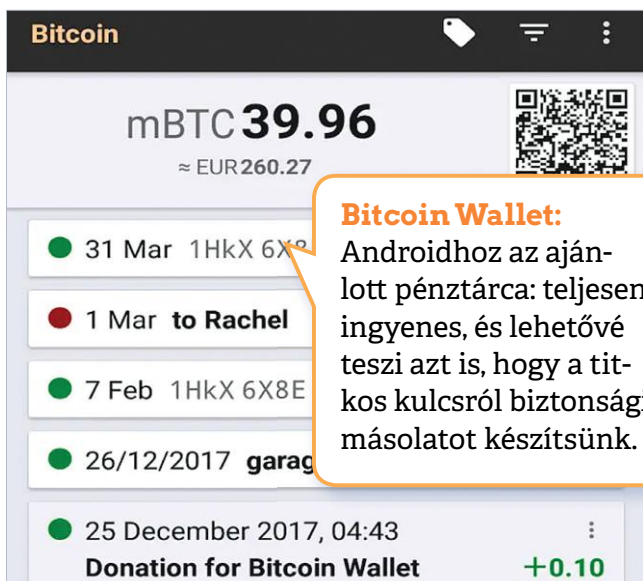 Bitcoin
mBTC 39.96
≈ EUR 260.27
31 Mar 1HkX
1 Mar to Rachel
7 Feb 1HkX 6X8E
26/12/2017
25 December 2017, 04:43
Donation for Bitcoin Wallet +0.10
Bitcoin Wallet:
Androidhoz az aján-
lott pénztárca: teljesen
ingyenes, és lehetővé
teszi azt is, hogy a tit-
kos kulcsról biztonsági
másolatot készítsünk.